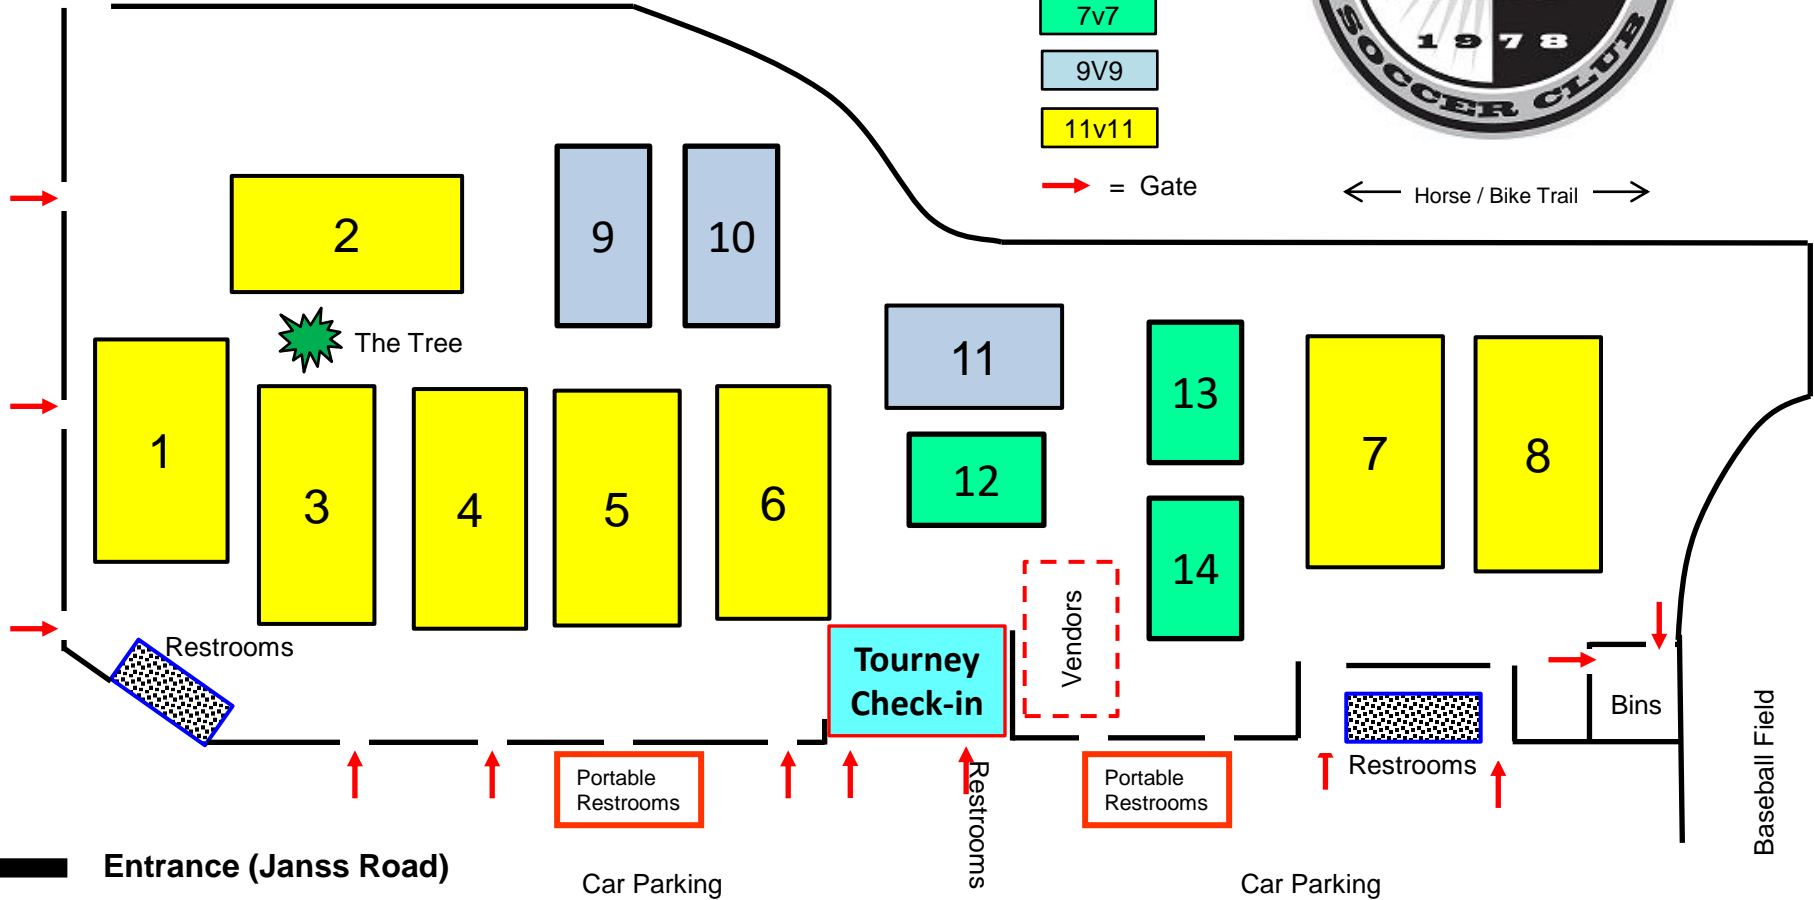 7v7
9V9
11v11
= Gate
1978
SOCCER CLUB
Horse / Bike Trail
2
9
10
The Tree
11
13
7
8
1
3
4
5
6
12
14
Restrooms
Tourney
Check-in
Vendors
Bins
Baseball Field
Portable
Restrooms
Restrooms
Portable
Restrooms
Restrooms
Entrance (Janss Road)
Car Parking
Car Parking